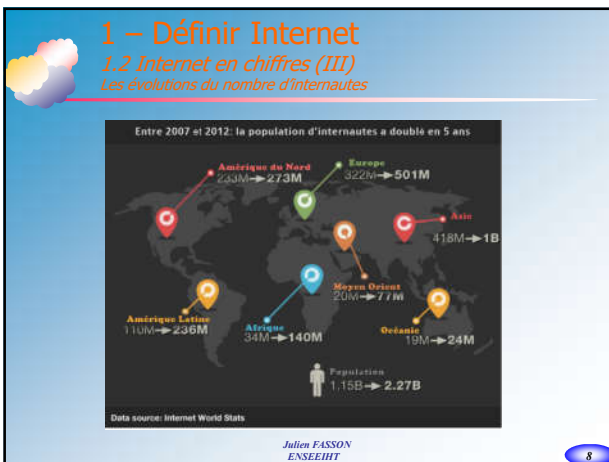 1 – Définir Internet
1.2 Internet en chiffres (III)
Les évolutions du nombre d'internautes
Entre 2007 et 2012: la population d'internautes a doublé en 5 ans
Amérique du Nord
233M→273M
Europe
322M→501M
Asie
418M→1B
Moyen Orient
20M→77M
Amérique Latine
110M→236M
Afrique
34M→140M
Océanie
19M→24M
Population
1,15B→2.27B
Data source: Internet World Stats
Julien FASSON
ENSEEIHT
8